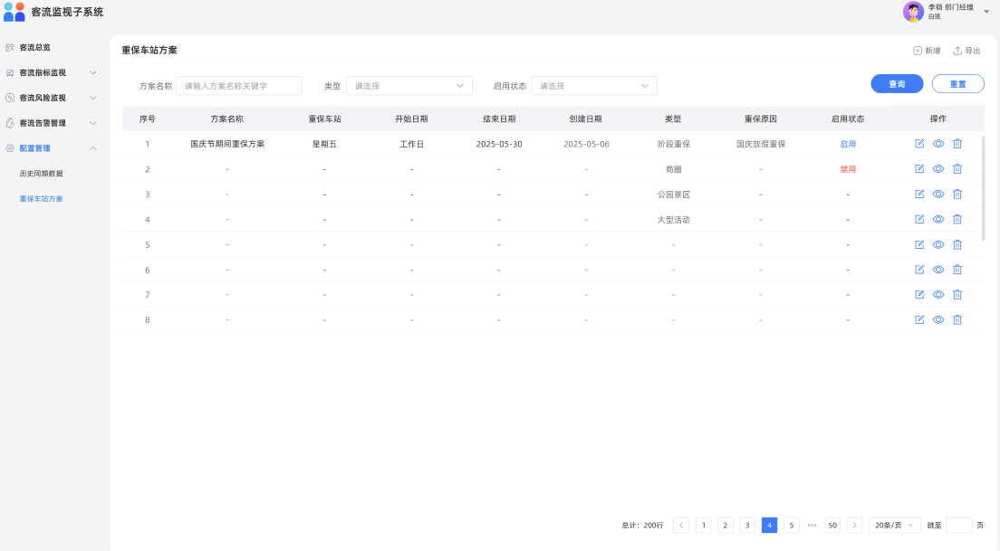 客流监视子系统
李萌 部门经理
白班
客流总览
客流指标监视
客流风险监视
客流告警管理
配置管理
历史同期数据
重保车站方案
重保车站方案
新增 导出
方案名称 请输入方案名称关键字 类型 请选择 启用状态 请选择 查询 重置
序号 方案名称 重保车站 开始日期 结束日期 创建日期 类型 重保原因 启用状态 操作
1 国庆节期间重保方案 星期五 工作日 2025-05-30 2025-05-06 阶段重保 国庆放假重保 启用
2 - - - - - 商圈 - 禁用
3 - - - - - 公园景区 - -
4 - - - - - 大型活动 - -
5 - - - - - - - -
6 - - - - - - - -
7 - - - - - - - -
8 - - - - - - - -
总计：200行 1 2 3 4 5 ••• 50 20条/页 跳至 页